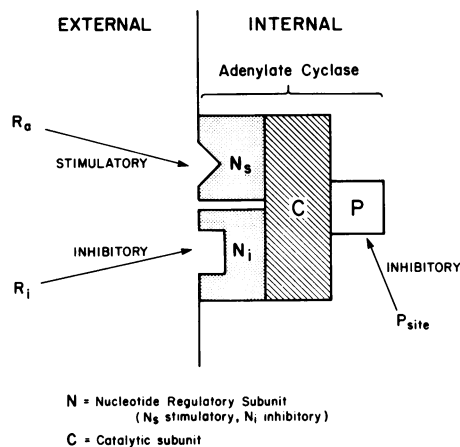 EXTERNAL
INTERNAL
Adenylate Cyclase
Ra
STIMULATORY
Ns
C
P
INHIBITORY
Ni
Ri
INHIBITORY
Psite
N = Nucleotide Regulatory Subunit
(Ns stimulatory, Ni inhibitory)
C = Catalytic subunit